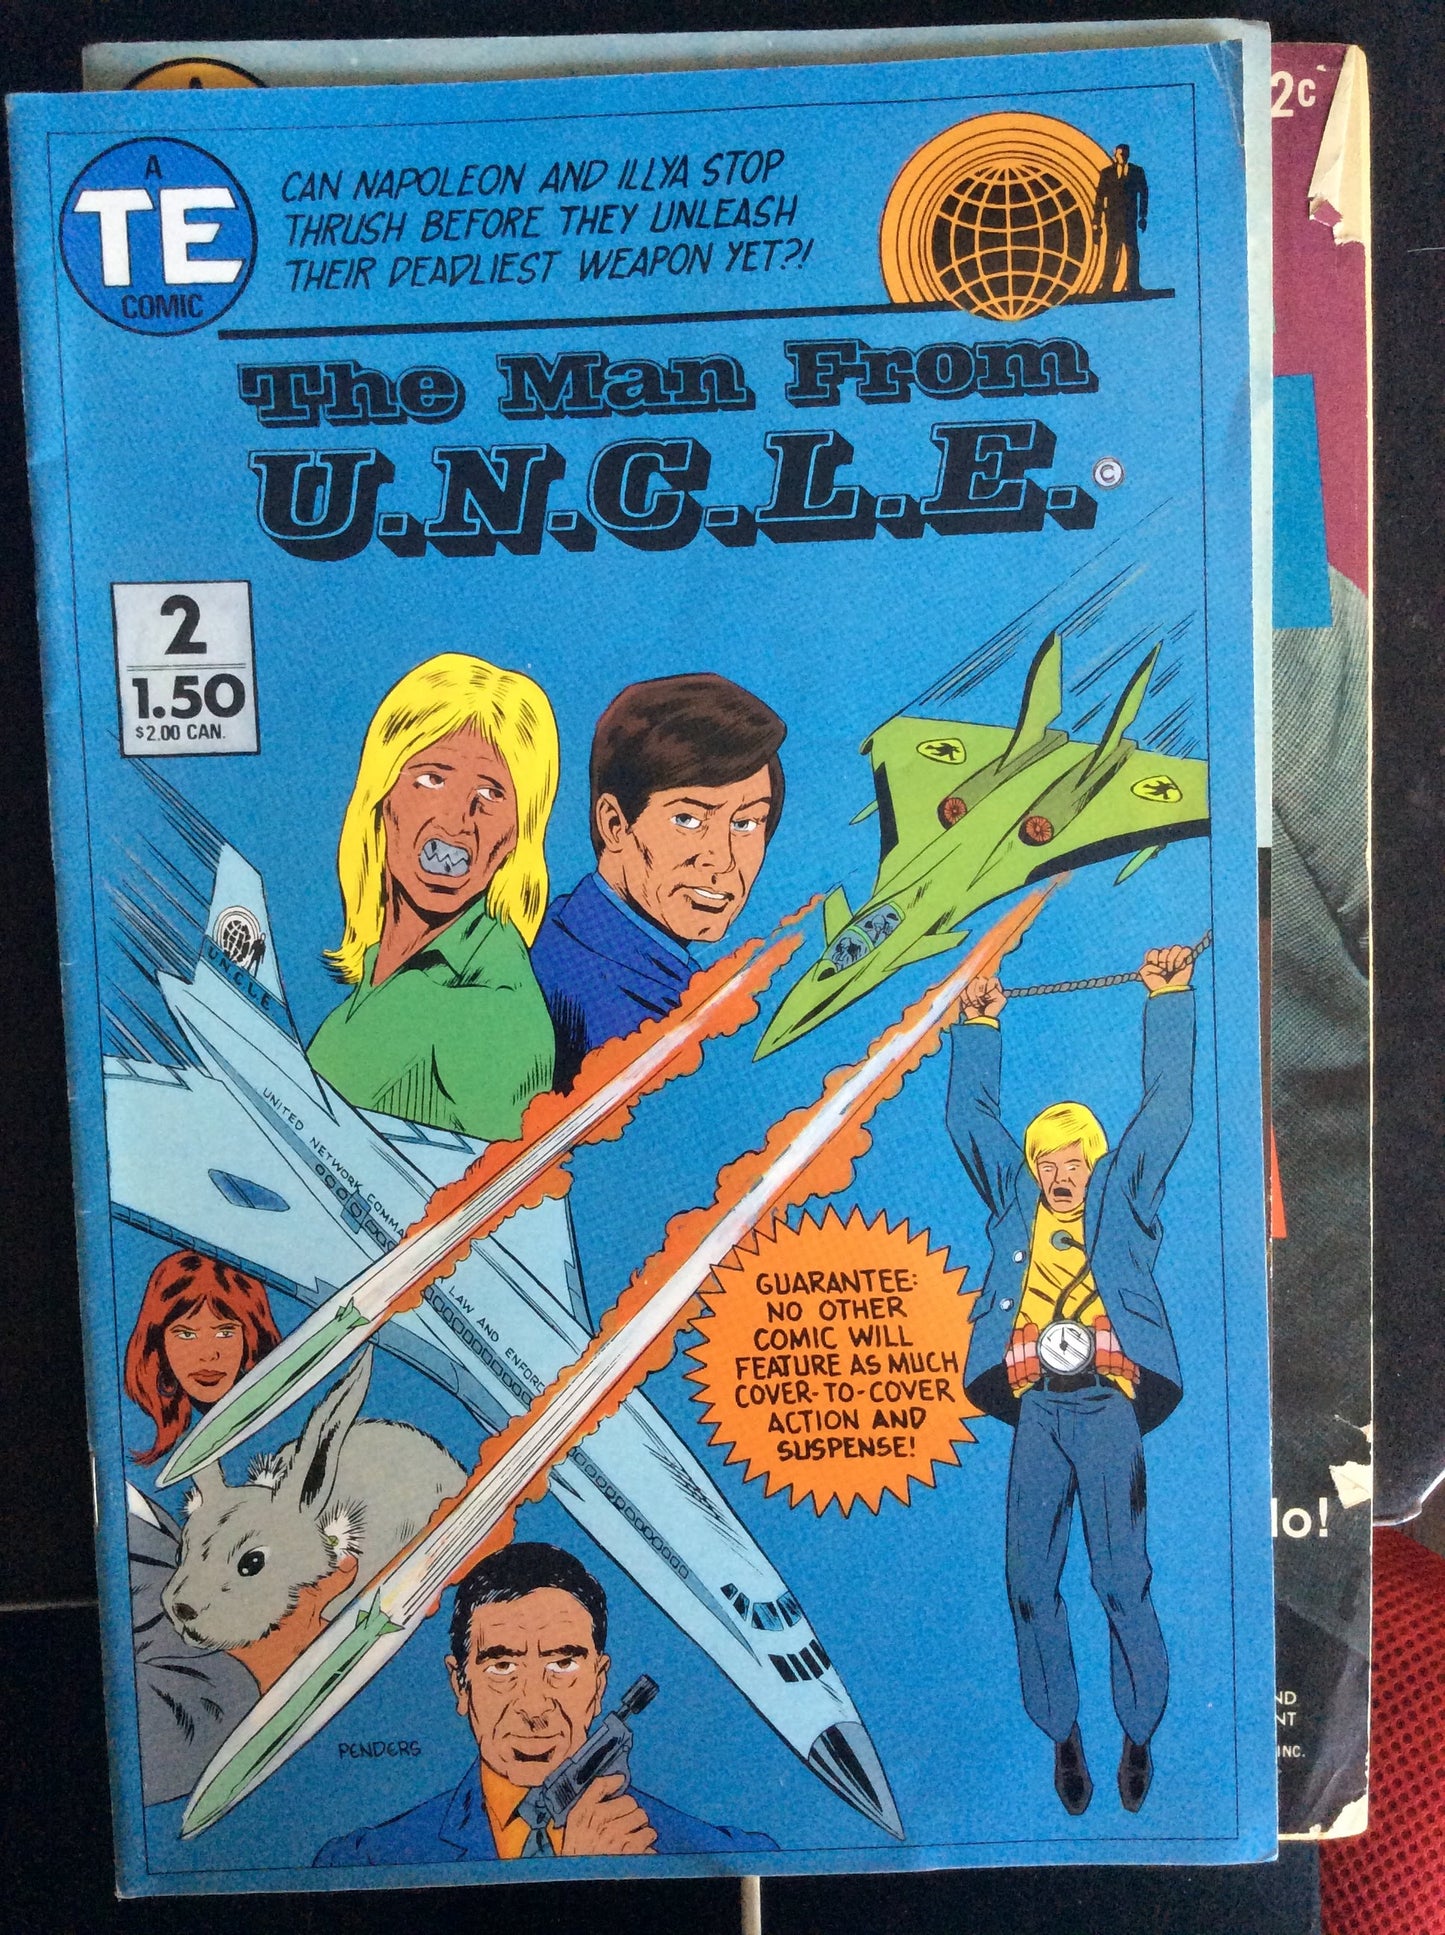 2c
A
TE
COMIC
CAN NAPOLEON AND ILLYA STOP
THRUSH BEFORE THEY UNLEASH
THEIR DEADLIEST WEAPON YET?!
The Man From
U.N.C.L.E.
©
2
1.50
$2.00 CAN.
U.N.C.L.E
UNITED NETWORK COMMA
LAW AND ENFORC
GUARANTEE:
NO OTHER
COMIC WILL
FEATURE AS MUCH
COVER-TO-COVER
ACTION AND
SUSPENSE!
PENDERS
lo!
ND
NT
INC.